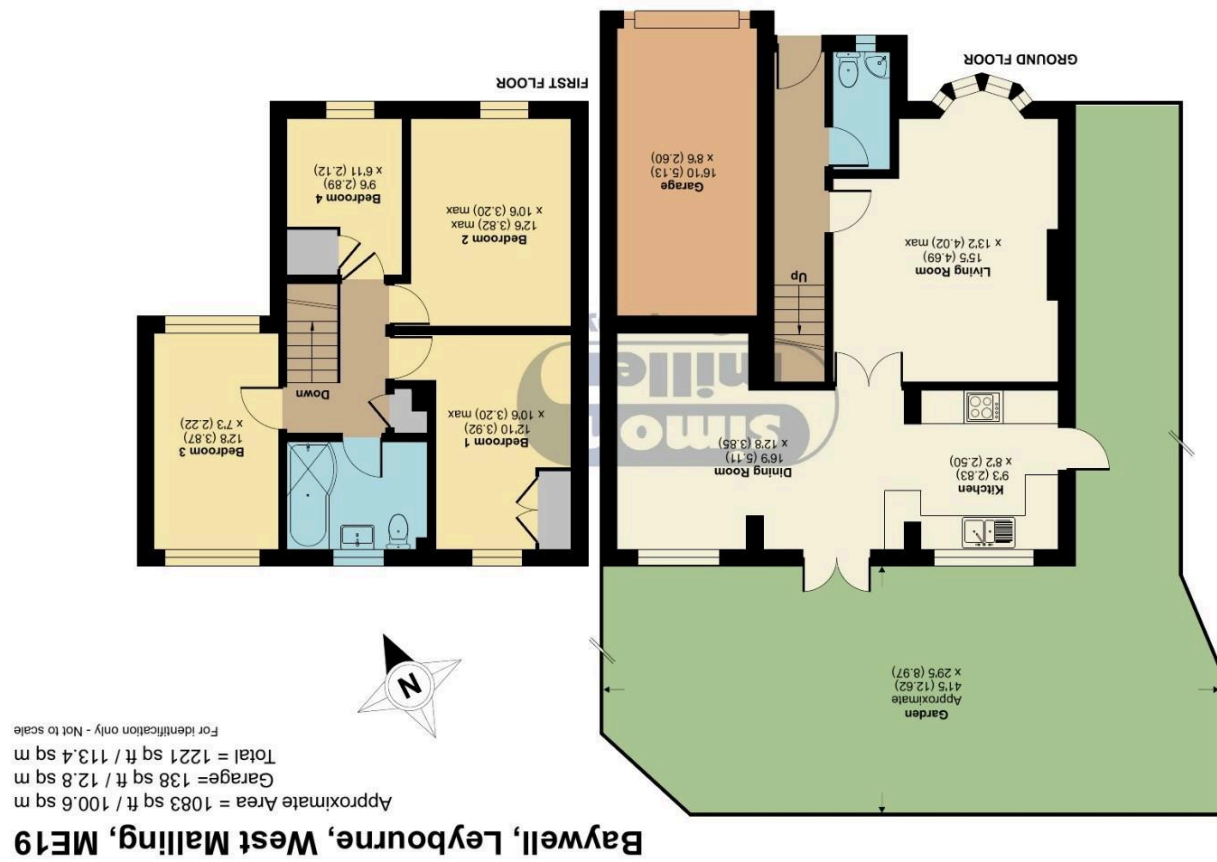 Baywell, Leybourne, West Malling, ME19
Approximate Area = 1083 sq ft / 100.6 sq m
Garage= 138 sq ft / 12.8 sq m
Total = 1221 sq ft / 113.4 sq m
For identification only - Not to scale
N
Garden
Approximate
41'5 (12.62)
x 29'5 (8.97)
Kitchen
9'3 (2.83)
x 8'2 (2.50)
Dining Room
16'9 (5.11)
x 12'8 (3.85)
simon
miller
Living Room
15'5 (4.69)
x 13'2 (4.02) max
Up
Garage
16'10 (5.13)
x 8'6 (2.60)
GROUND FLOOR
Bedroom 1
12'10 (3.92)
x 10'6 (3.20) max
Down
Bedroom 3
12'8 (3.87)
x 7'3 (2.22)
Bedroom 2
12'6 (3.82) max
x 10'6 (3.20) max
Bedroom 4
9'6 (2.89)
x 6'11 (2.12)
FIRST FLOOR